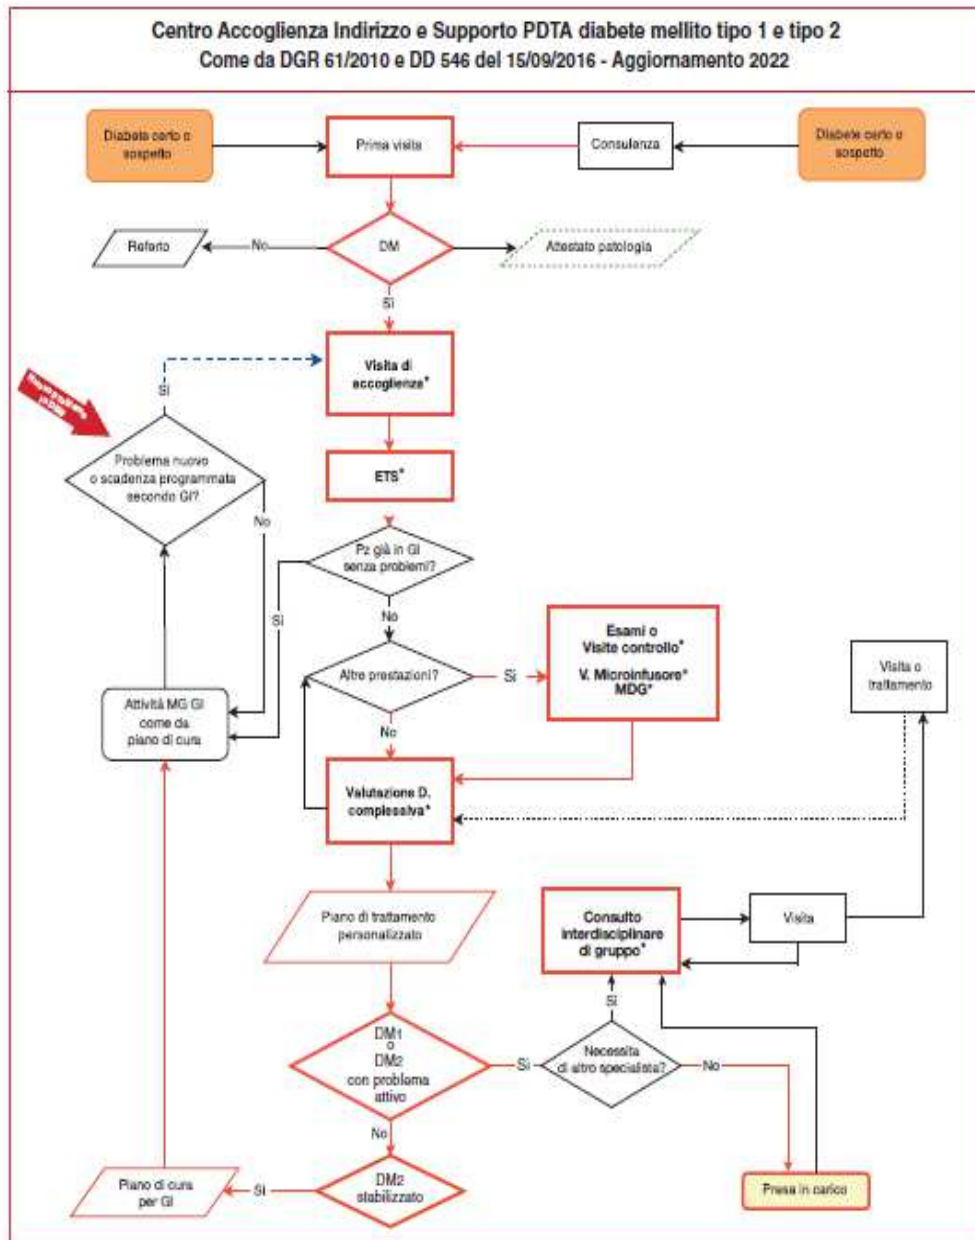 Centro Accoglienza Indirizzo e Supporto PDTA diabete mellito tipo 1 e tipo 2
Come da DGR 61/2010 e DD 546 del 15/09/2016 - Aggiornamento 2022
Diabete certo o
sospetto
Prima visita
Consulenza
Diabete certo o
sospetto
Referto
No
DM
Attestato patologia
Sì
Visita di
accoglienza*
Sì
Problema nuovo
o scadenza programmata
secondo GI?
ETS*
No
Pz già in GI
senza problemi?
Sì
No
Esami o
Visite controllo*
V. Microinfusore*
MDG*
Altre prestazioni?
Sì
Visita o
trattamento
Attività MG GI
come da
piano di cura
No
Valutazione D.
complessiva*
Piano di trattamento
personalizzato
Consulto
interdisciplinare
di gruppo*
Visita
Sì
DM1
o
DM2
con problema
attivo
Sì
Necessita
di altro specialista?
No
No
Piano di cura
per GI
Sì
DM2
stabilizzato
Presa in carico